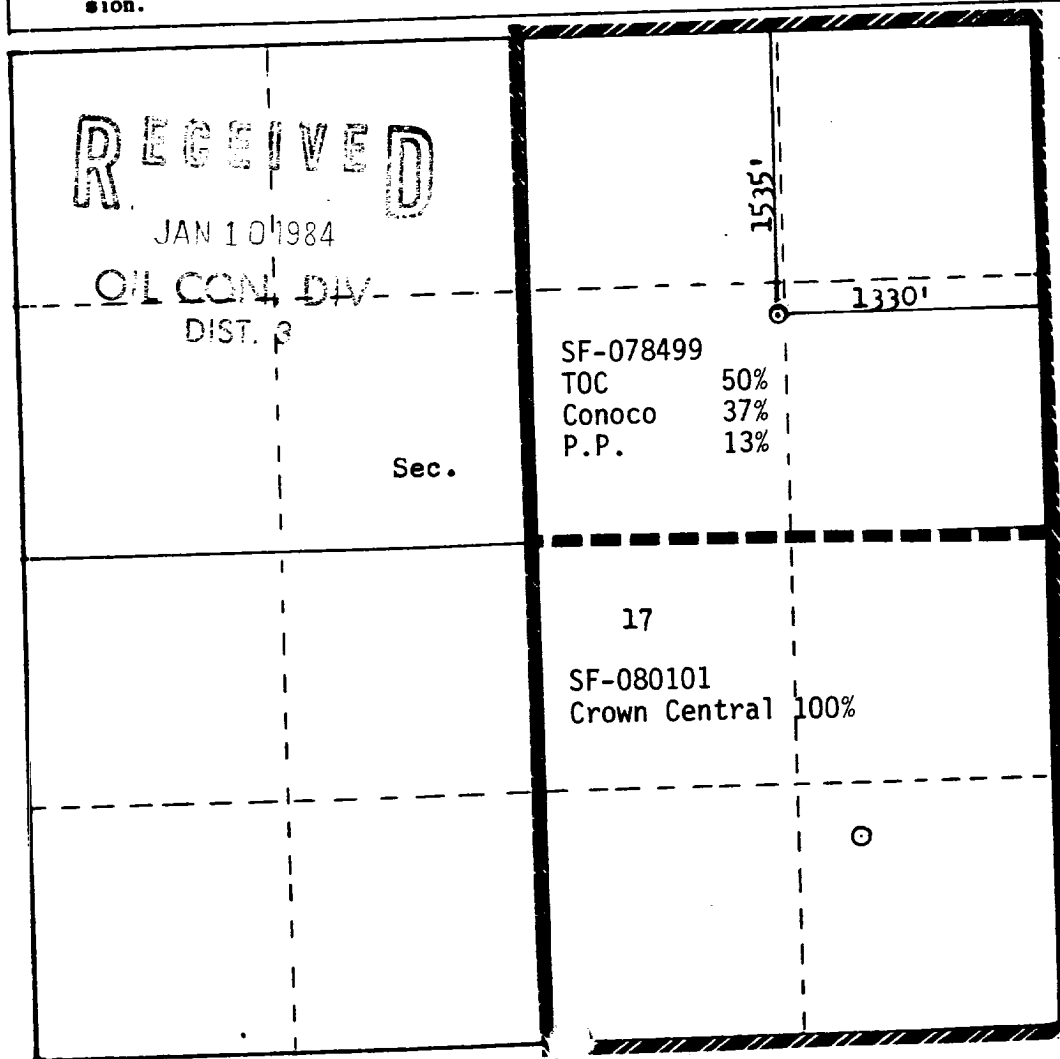 sion.
RECEIVED
JAN 10 1984
OIL CON. DIV
DIST. 3
1535'
1330'
SF-078499
TOC 50%
Conoco 37%
P.P. 13%
Sec.
17
SF-080101
Crown Central 100%